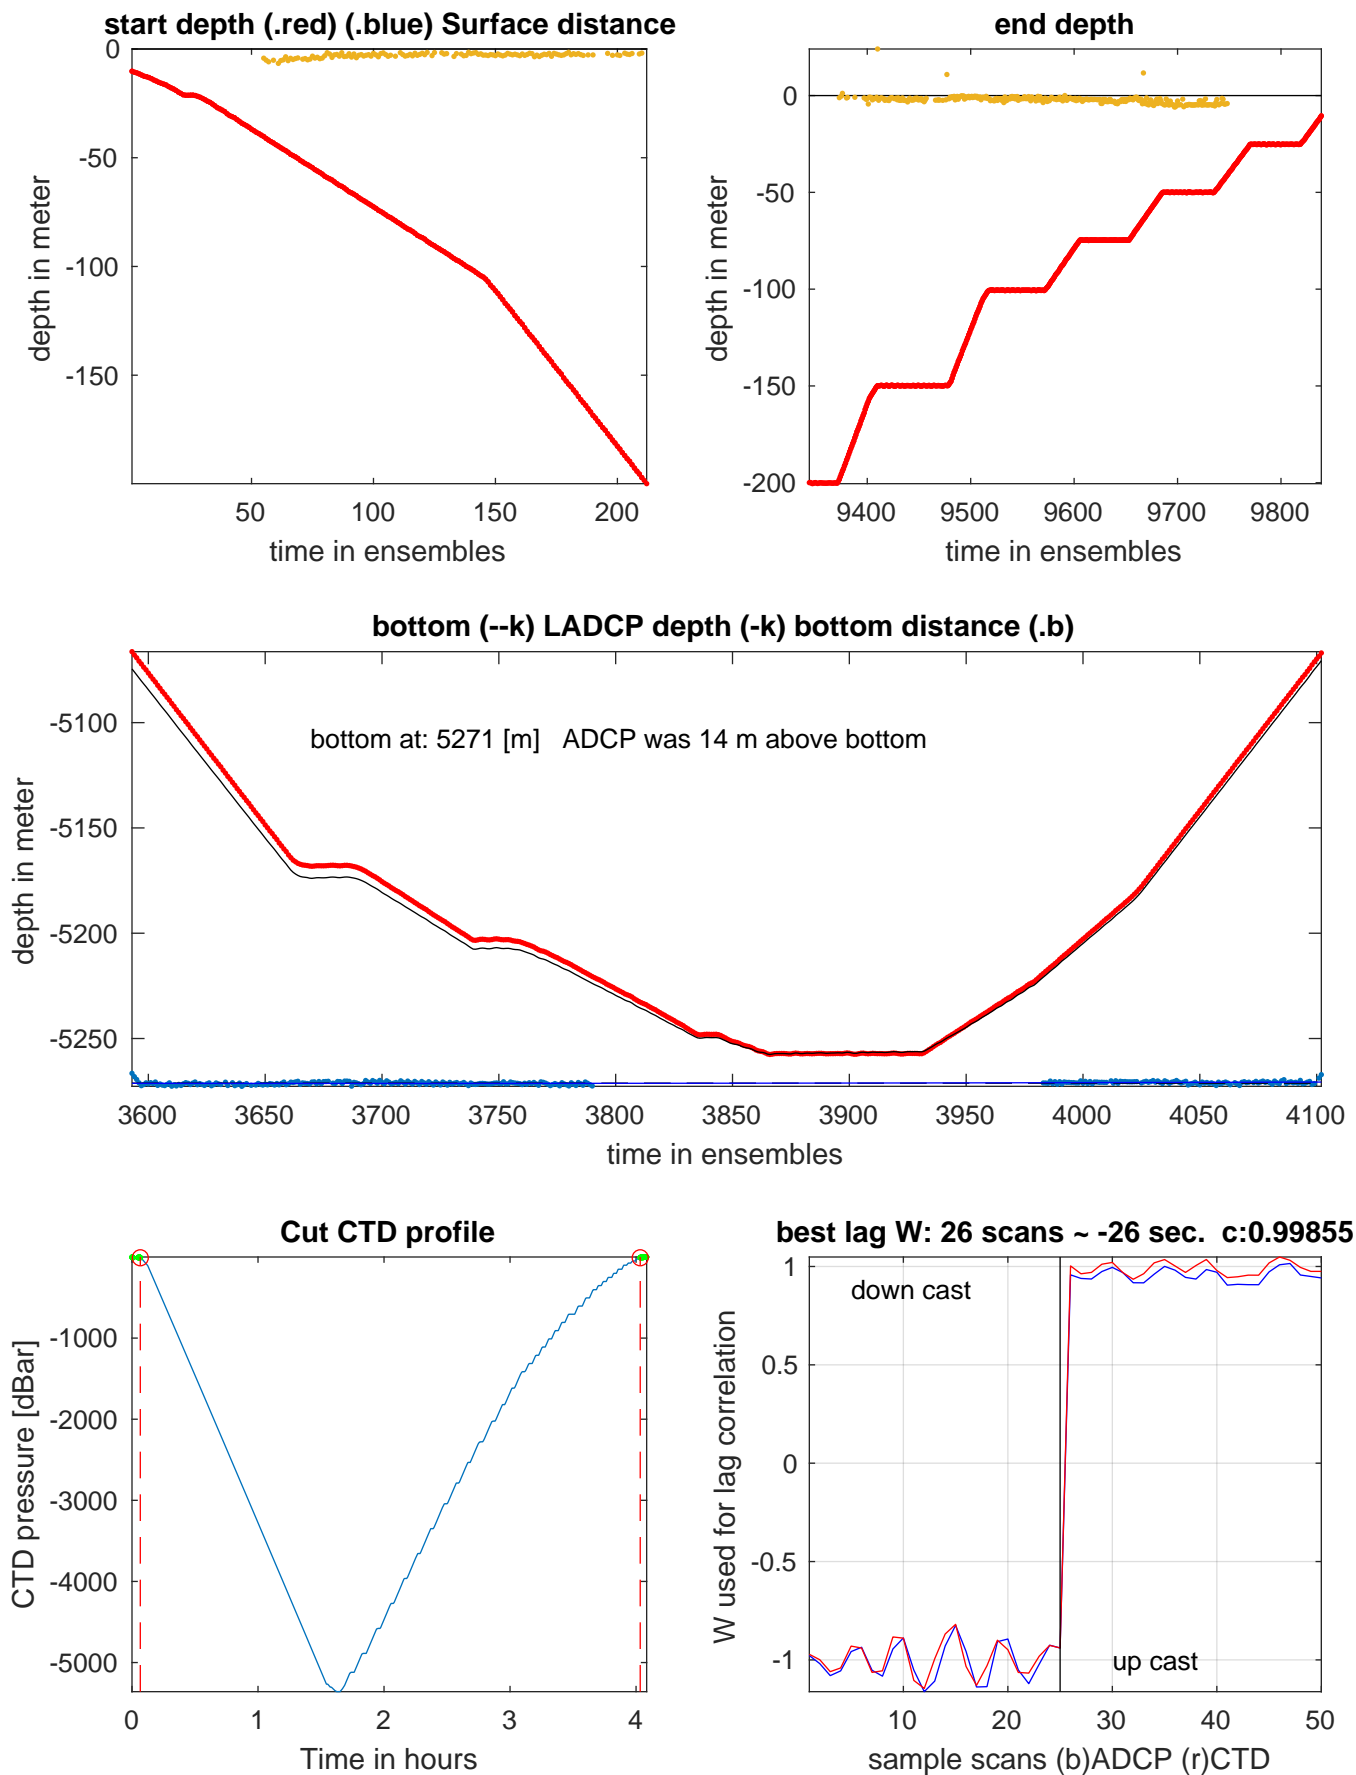 start depth (.red) (.blue) Surface distance
0
-50
-100
-150
depth in meter
50 100 150 200
time in ensembles
end depth
0
-50
-100
-150
-200
depth in meter
9400 9500 9600 9700 9800
time in ensembles
bottom (--k) LADCP depth (-k) bottom distance (.b)
bottom at: 5271 [m] ADCP was 14 m above bottom
-5100
-5150
-5200
-5250
depth in meter
3600 3650 3700 3750 3800 3850 3900 3950 4000 4050 4100
time in ensembles
Cut CTD profile
-1000
-2000
-3000
-4000
-5000
CTD pressure [dBar]
0 1 2 3 4
Time in hours
best lag W: 26 scans ~ -26 sec. c:0.99855
down cast
up cast
1
0.5
0
-0.5
-1
W used for lag correlation
10 20 30 40 50
sample scans (b)ADCP (r)CTD